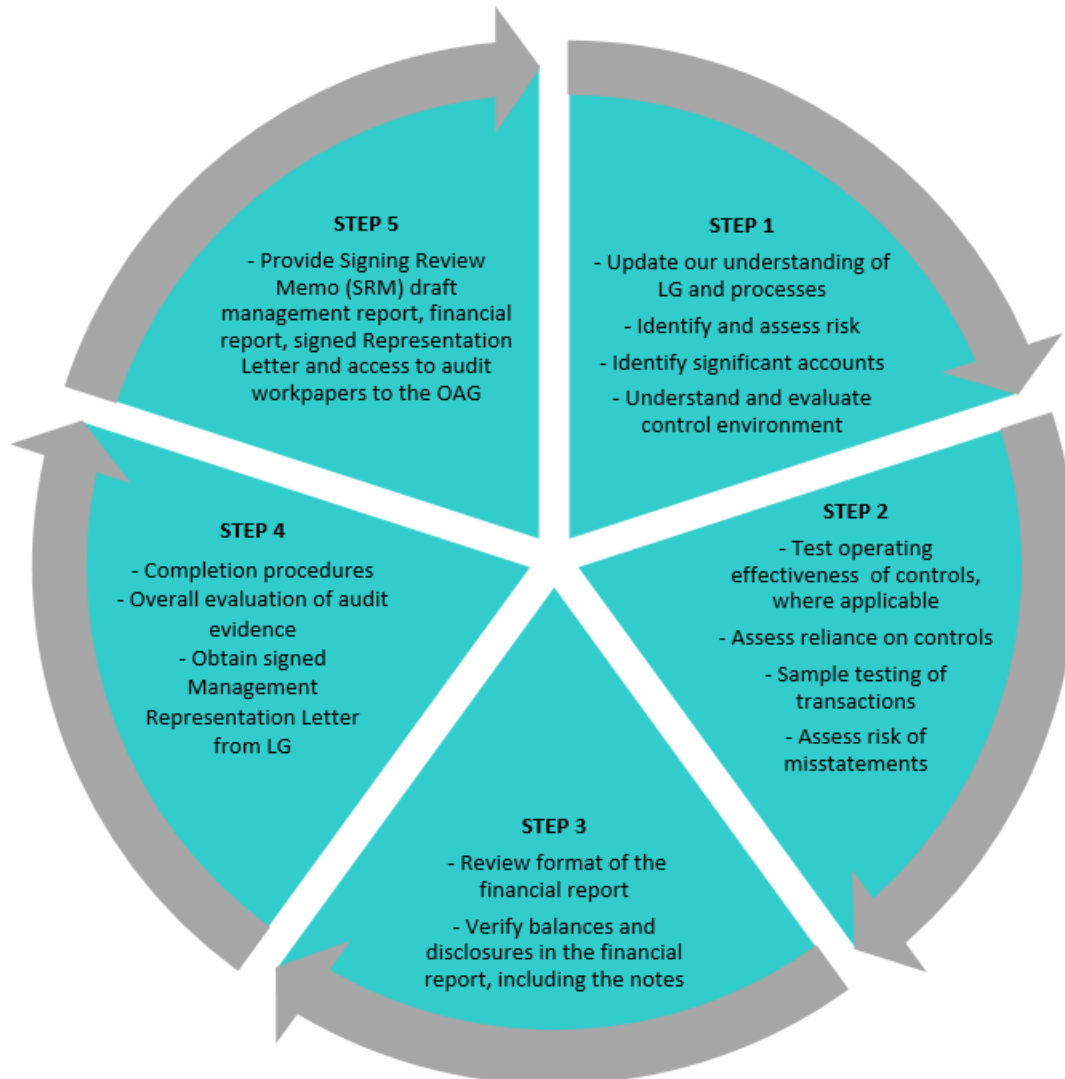 STEP 1
- Update our understanding of
LG and processes
- Identify and assess risk
- Identify significant accounts
- Understand and evaluate
control environment
STEP 2
- Test operating
effectiveness of controls,
where applicable
- Assess reliance on controls
- Sample testing of
transactions
- Assess risk of
misstatements
STEP 3
- Review format of the
financial report
- Verify balances and
disclosures in the financial
report, including the notes
STEP 4
- Completion procedures
- Overall evaluation of audit
evidence
- Obtain signed
Management
Representation Letter
from LG
STEP 5
- Provide Signing Review
Memo (SRM) draft
management report, financial
report, signed Representation
Letter and access to audit
workpapers to the OAG